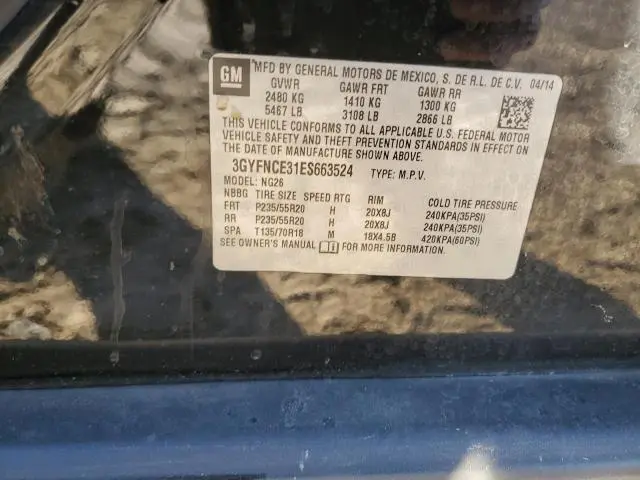 GM
MFD BY GENERAL MOTORS DE MEXICO, S. DE R.L. DE C.V. 04/14
GVWR GAWR FRT GAWR RR
2480 KG 1410 KG 1300 KG
5467 LB 3108 LB 2866 LB
THIS VEHICLE CONFORMS TO ALL APPLICABLE U.S. FEDERAL MOTOR
VEHICLE SAFETY AND THEFT PREVENTION STANDARDS IN EFFECT ON
THE DATE OF MANUFACTURE SHOWN ABOVE.
3GYFNCE31ES663524 TYPE: M.P.V.
MODEL: NG26
NBBG TIRE SIZE SPEED RTG RIM COLD TIRE PRESSURE
FRT P235/55R20 H 20X8J 240KPA(35PSI)
RR P235/55R20 H 20X8J 240KPA(35PSI)
SPA T135/70R18 M 18X4.5B 420KPA(60PSI)
SEE OWNER'S MANUAL FOR MORE INFORMATION.